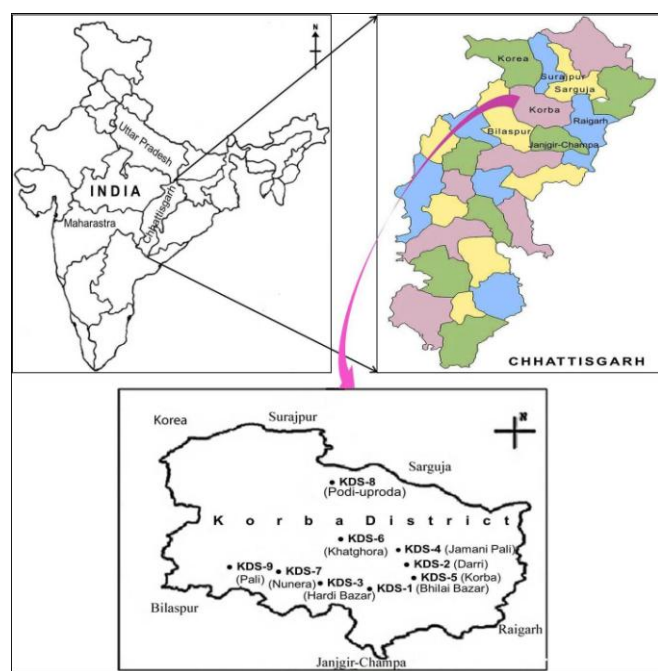 N
Uttar Pradesh
INDIA
Maharastra
Chhattisgarh
Korea
Surajpur
Sarguja
Korba
Raigarh
Bilaspur
Janjgir-Champa
CHHATTISGARH
Surajpur
Korea
N
Sarguja
KDS-8
(Podi-uproda)
Korba District
KDS-6
(Khatghora)
KDS-4 (Jamani Pali)
KDS-2 (Darri)
KDS-9
(Pali)
KDS-7
(Nunera)
KDS-5 (Korba)
KDS-3
(Hardi Bazar)
KDS-1 (Bhilai Bazar)
Bilaspur
Raigarh
Janjgir-Champa